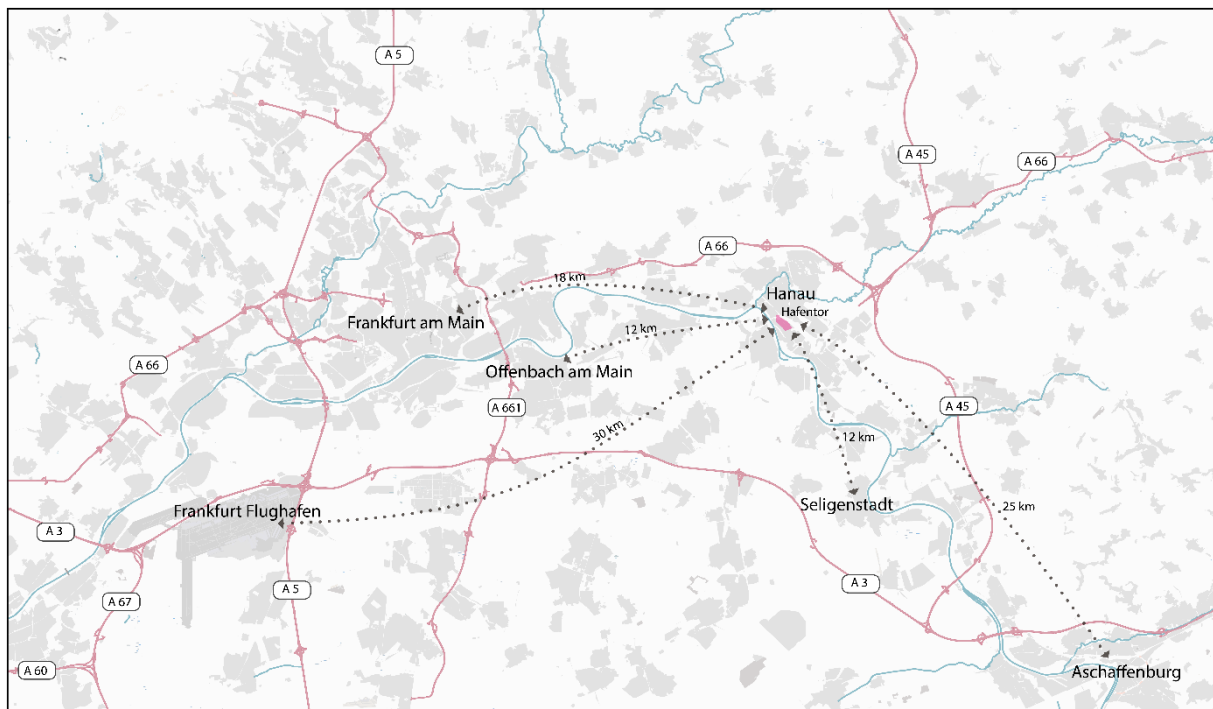 A 5
A 45
A 66
A 66
18 km
Hanau
Hafentor
Frankfurt am Main
12 km
A 66
Offenbach am Main
A 661
A 45
30 km
12 km
Seligenstadt
Frankfurt Flughafen
25 km
A 3
A 3
A 5
A 67
A 60
Aschaffenburg